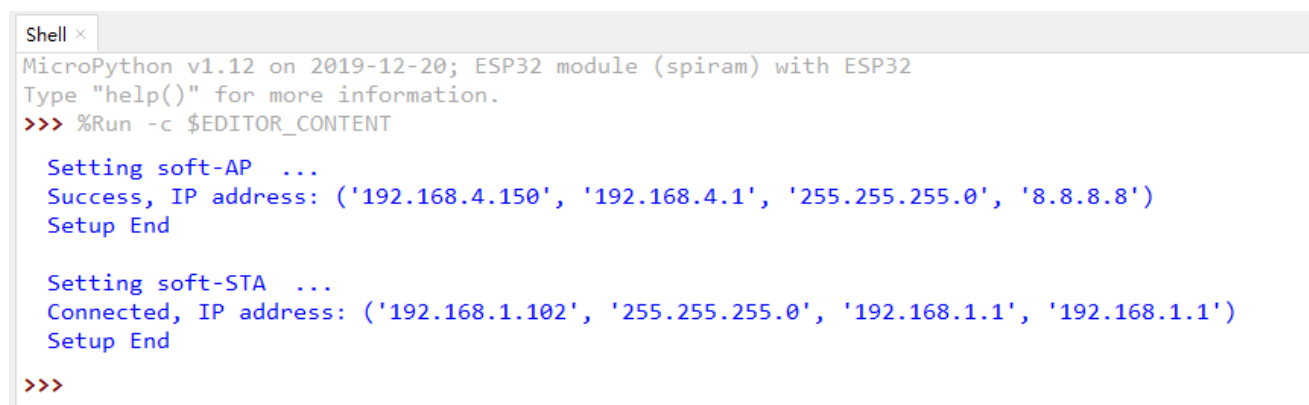 Shell ×
MicroPython v1.12 on 2019-12-20; ESP32 module (spiram) with ESP32
Type "help()" for more information.
>>> %Run -c $EDITOR_CONTENT
Setting soft-AP  ...
Success, IP address: ('192.168.4.150', '192.168.4.1', '255.255.255.0', '8.8.8.8')
Setup End
Setting soft-STA  ...
Connected, IP address: ('192.168.1.102', '255.255.255.0', '192.168.1.1', '192.168.1.1')
Setup End
>>>